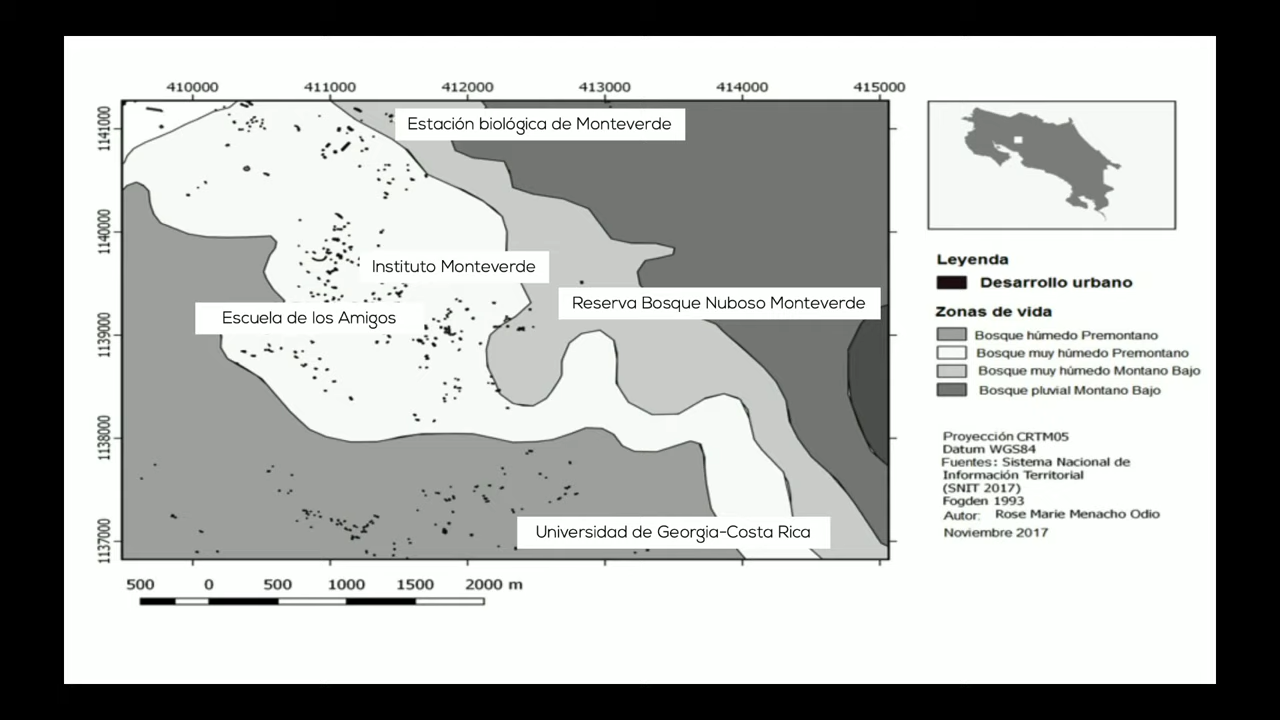 410000 411000 412000 413000 414000 415000
1141000
1140000
1139000
1138000
1137000
Estación biológica de Monteverde
Instituto Monteverde
Reserva Bosque Nuboso Monteverde
Escuela de los Amigos
Universidad de Georgia-Costa Rica
500 0 500 1000 1500 2000 m
Leyenda
Desarrollo urbano
Zonas de vida
Bosque húmedo Premontano
Bosque muy húmedo Premontano
Bosque muy húmedo Montano Bajo
Bosque pluvial Montano Bajo
Proyección CRTM05
Datum WGS84
Fuentes: Sistema Nacional de
Información Territorial
(SNIT 2017)
Fogden 1993
Autor: Rose Marie Menacho Odio
Noviembre 2017